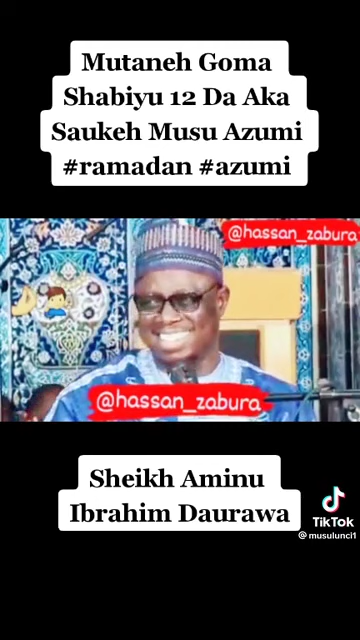 Mutaneh Goma
Shabiyu 12 Da Aka
Saukeh Musu Azumi
#ramadan #azumi
@hassan_zabura
@hassan_zabura
Sheikh Aminu
Ibrahim Daurawa
TikTok
@musulunci1